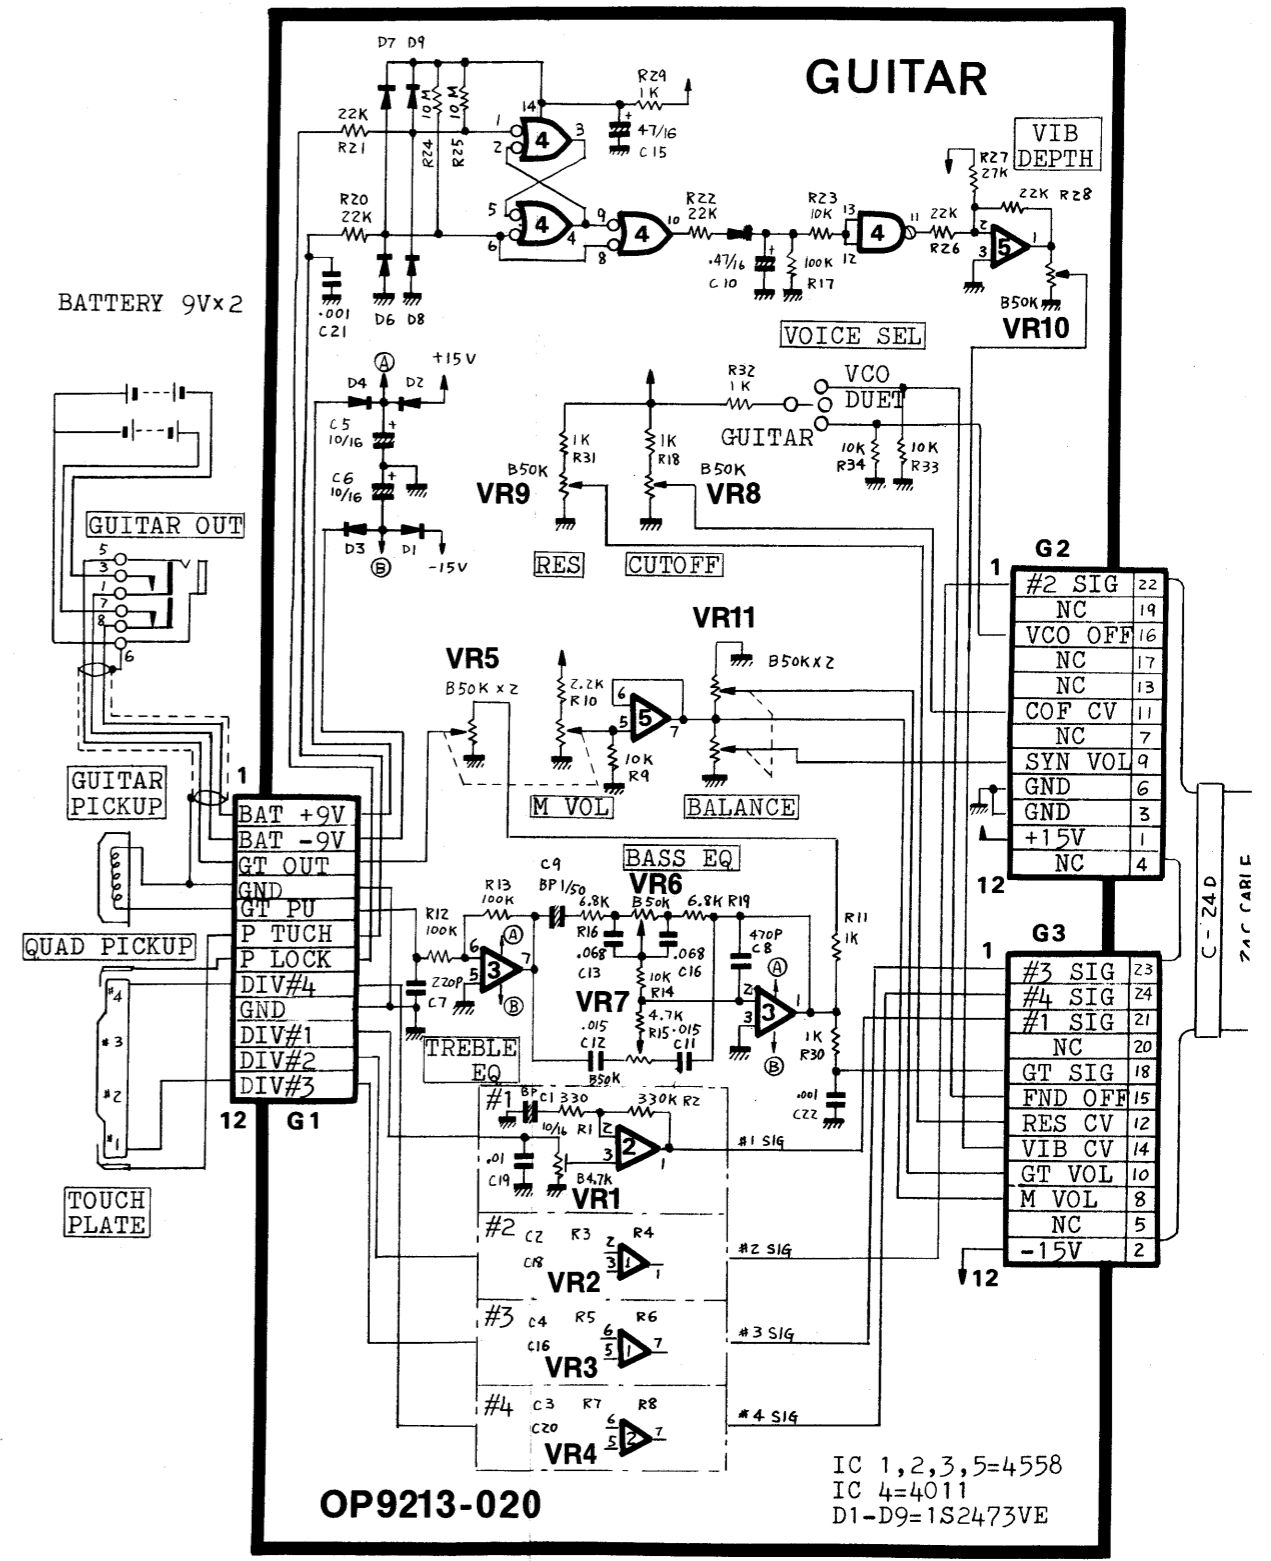 GUITAR
D7 D9
R29
1K
14
47/16
C15
22K
R21
10M
R24
10M
R25
1
2
4
3
R20
22K
5
6
4
4
9
8
4
10
R22
22K
.47/16
C10
100K
R17
R23
10K
13
12
4
11
22K
R26
R27
27K
22K R28
2
3
5
1
B50K
VR10
VIB
DEPTH
.001
C21
D6 D8
BATTERY 9V×2
VOICE SEL
A
+15V
D4
D2
C5
10/16
C6
10/16
D3
D1
B
-15V
R32
1K
VCO
DUET
GUITAR
10K
R34
10K
R33
1K
R31
1K
R18
B50K
VR9
B50K
VR8
RES
CUTOFF
GUITAR OUT
5
3
1
7
8
6
VR5
B50K×2
2.2K
R10
6
5
5
7
10K
R9
VR11
B50K×2
M VOL
BALANCE
G2
1
#2 SIG 22
NC 19
VCO OFF 16
NC 17
NC 13
COF CV 11
NC 7
SYN VOL 9
GND 6
GND 3
+15V 1
NC 4
12
C-24D
24C CABLE
GUITAR
PICKUP
1
BAT +9V
BAT -9V
GT OUT
GND
GT PU
P TUCH
P LOCK
DIV#4
GND
DIV#1
DIV#2
DIV#3
12
G1
QUAD PICKUP
#4
#3
#2
#1
TOUCH
PLATE
BASS EQ
VR6
C9
BP1/50
6.8K
R16
B50K
6.8K R19
R13
100K
R12
100K
220P
C7
6
5
3
7
A
B
.068
C13
.068
C16
470P
C8
10K
R14
VR7
4.7K
R15
.015
C12
.015
C11
B50K
2
3
3
1
A
B
R11
1K
1K
R30
.001
C22
TREBLE
EQ
G3
1
#3 SIG 23
#4 SIG 24
#1 SIG 21
NC 20
GT SIG 18
FND OFF 15
RES CV 12
VIB CV 14
GT VOL 10
M VOL 8
NC 5
-15V 2
12
#1
BP
C1
10/16
330
R1
330K R2
2
3
2
1
.01
C19
B4.7K
VR1
#1 SIG
#2
C2 R3 R4
C18
2
3
1
1
VR2
#2 SIG
#3
C4 R5 R6
C16
6
5
1
7
VR3
#3 SIG
#4
C3 R7 R8
C20
6
5
2
7
VR4
#4 SIG
OP9213-020
IC 1,2,3,5=4558
IC 4=4011
D1-D9=1S2473VE